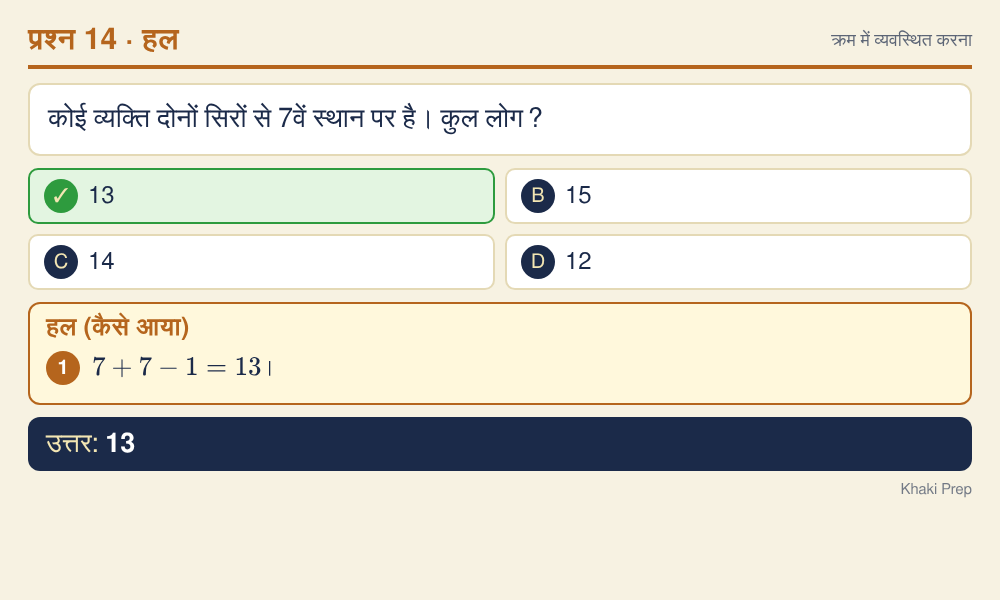 प्रश्न 14 · हल
क्रम में व्यवस्थित करना
कोई व्यक्ति दोनों सिरों से 7वें स्थान पर है। कुल लोग ?
✓ 13
B 15
C 14
D 12
हल (कैसे आया)
1 7 + 7 − 1 = 13।
उत्तर: 13
Khaki Prep